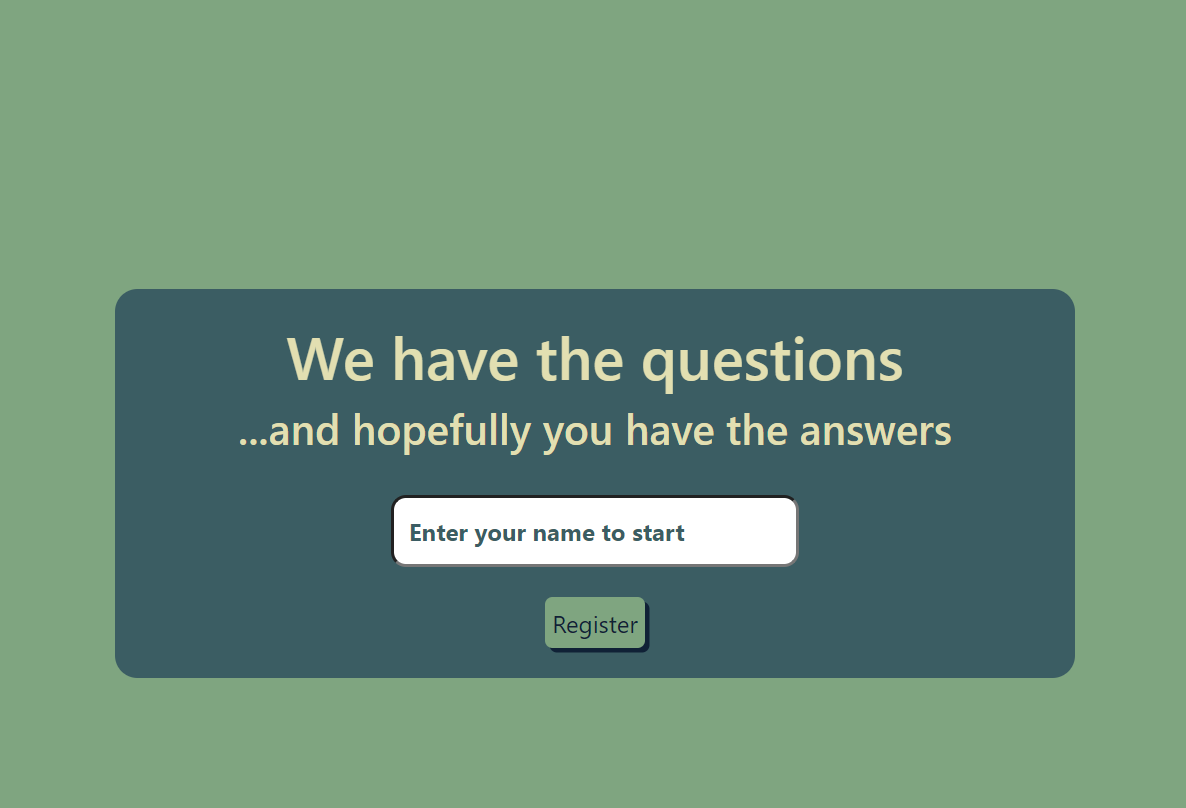 We have the questions
...and hopefully you have the answers
Enter your name to start
Register